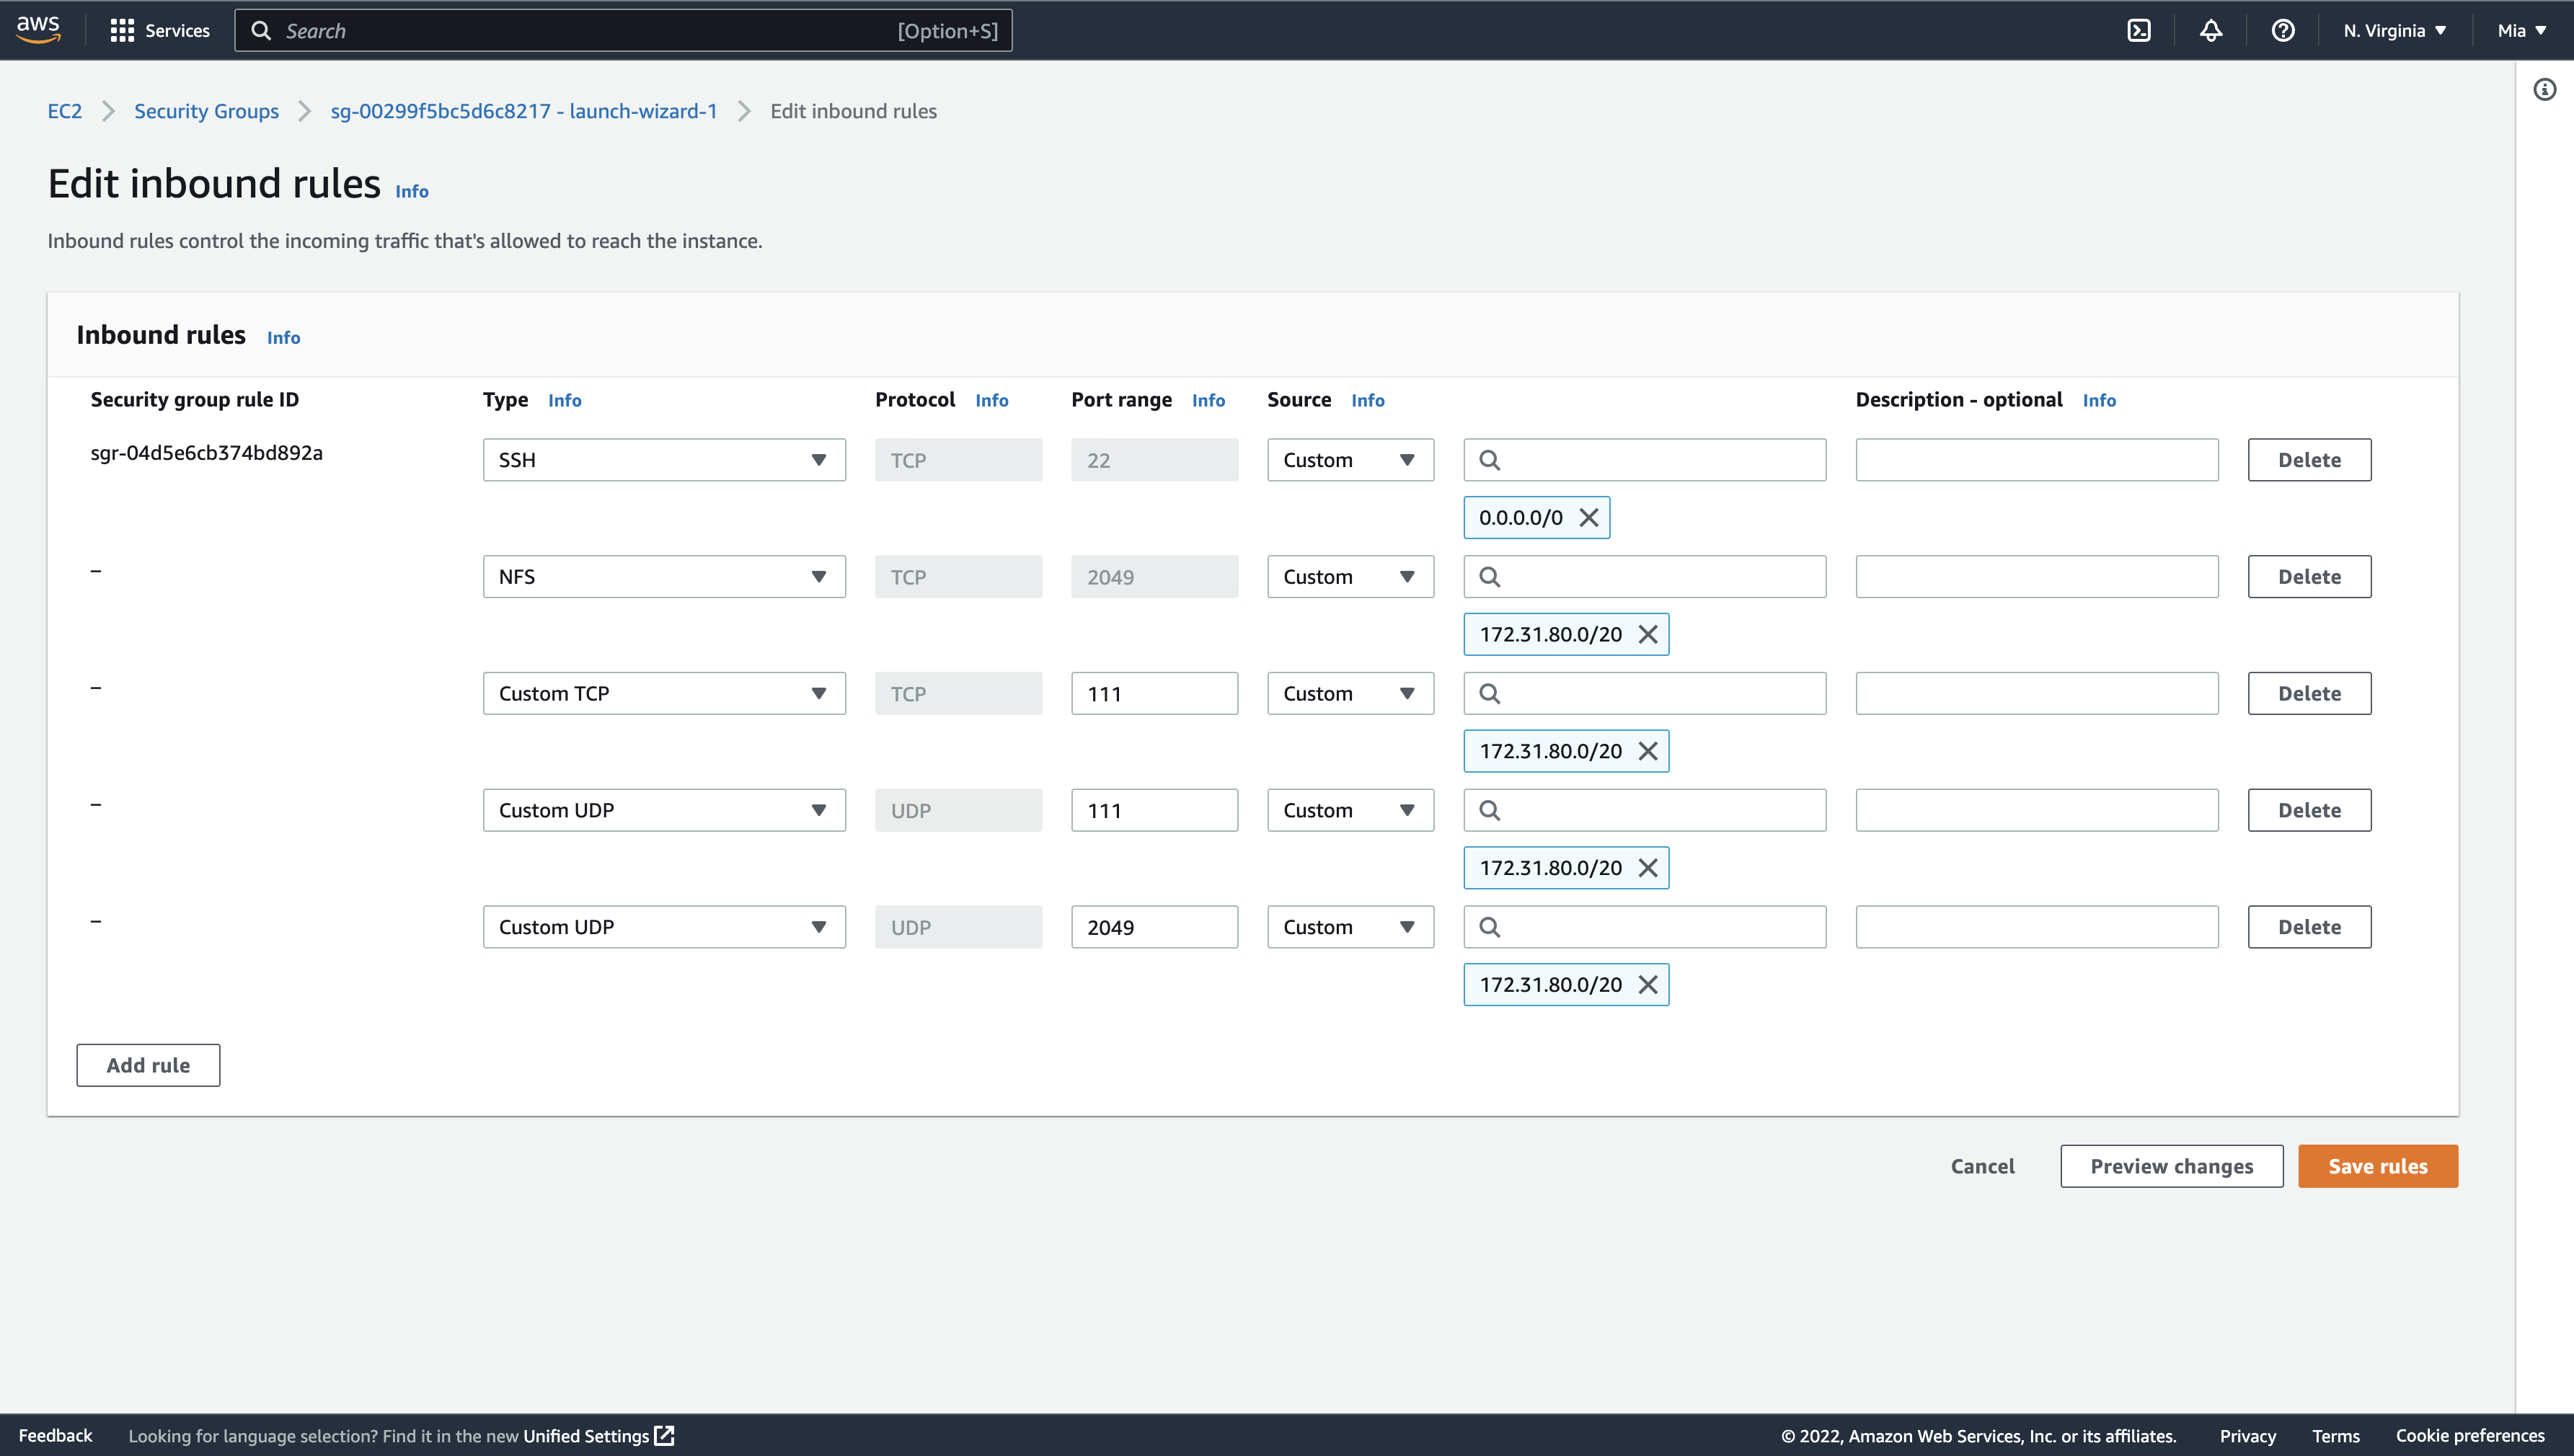 aws Services Search [Option+S] N. Virginia Mia
EC2 Security Groups sg-00299f5bc5d6c8217 - launch-wizard-1 Edit inbound rules
Edit inbound rules Info
Inbound rules control the incoming traffic that's allowed to reach the instance.
Inbound rules Info
Security group rule ID Type Info Protocol Info Port range Info Source Info Description - optional Info
sgr-04d5e6cb374bd892a SSH TCP 22 Custom Delete
0.0.0.0/0
– NFS TCP 2049 Custom Delete
172.31.80.0/20
– Custom TCP TCP 111 Custom Delete
172.31.80.0/20
– Custom UDP UDP 111 Custom Delete
172.31.80.0/20
– Custom UDP UDP 2049 Custom Delete
172.31.80.0/20
Add rule
Cancel Preview changes Save rules
Feedback Looking for language selection? Find it in the new Unified Settings © 2022, Amazon Web Services, Inc. or its affiliates. Privacy Terms Cookie preferences